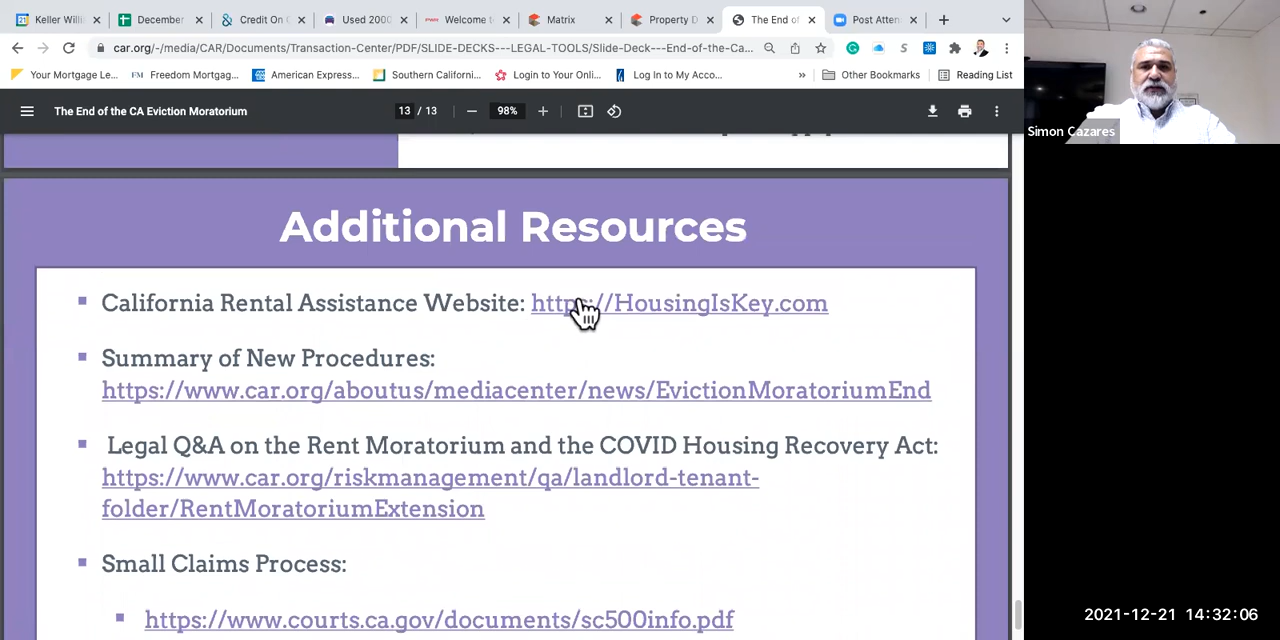 Keller Willi
December
Credit On
Used 2000
Welcome t
Matrix
Property D
The End of
Post Atten
car.org/-/media/CAR/Documents/Transaction-Center/PDF/SLIDE-DECKS---LEGAL-TOOLS/Slide-Deck---End-of-the-Ca...
Your Mortgage Le...
FM Freedom Mortgag...
American Express...
Southern Californi...
Login to Your Onli...
Log In to My Acco...
»
Other Bookmarks
Reading List
The End of the CA Eviction Moratorium
13 / 13
98%
Simon Cazares
Additional Resources
California Rental Assistance Website: https://HousingIsKey.com
Summary of New Procedures:
https://www.car.org/aboutus/mediacenter/news/EvictionMoratoriumEnd
Legal Q&A on the Rent Moratorium and the COVID Housing Recovery Act:
https://www.car.org/riskmanagement/qa/landlord-tenant-
folder/RentMoratoriumExtension
Small Claims Process:
https://www.courts.ca.gov/documents/sc500info.pdf
2021-12-21 14:32:06